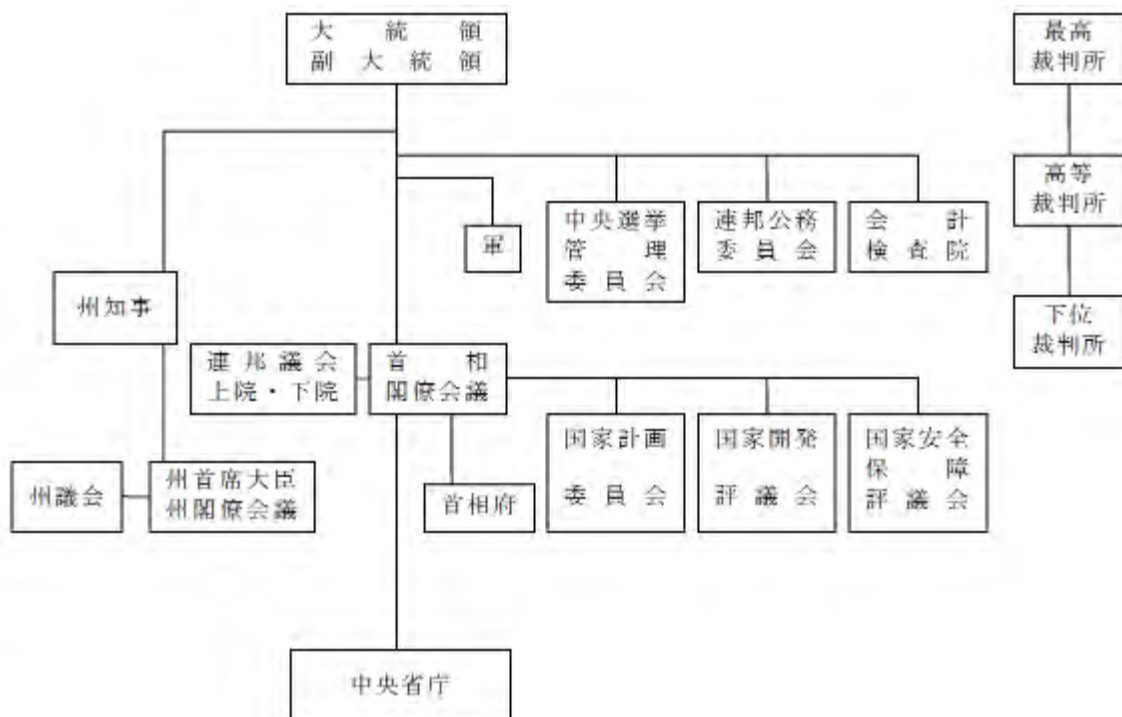 大統領
副大統領
最高
裁判所
高等
裁判所
軍
中央選挙
管理
委員会
連邦公務
委員会
会計
検査院
州知事
下位
裁判所
連邦議会
上院・下院
首相
閣僚会議
国家計画
委員会
国家開発
評議会
国家安全
保障
評議会
州議会
州首席大臣
州閣僚会議
首相府
中央省庁